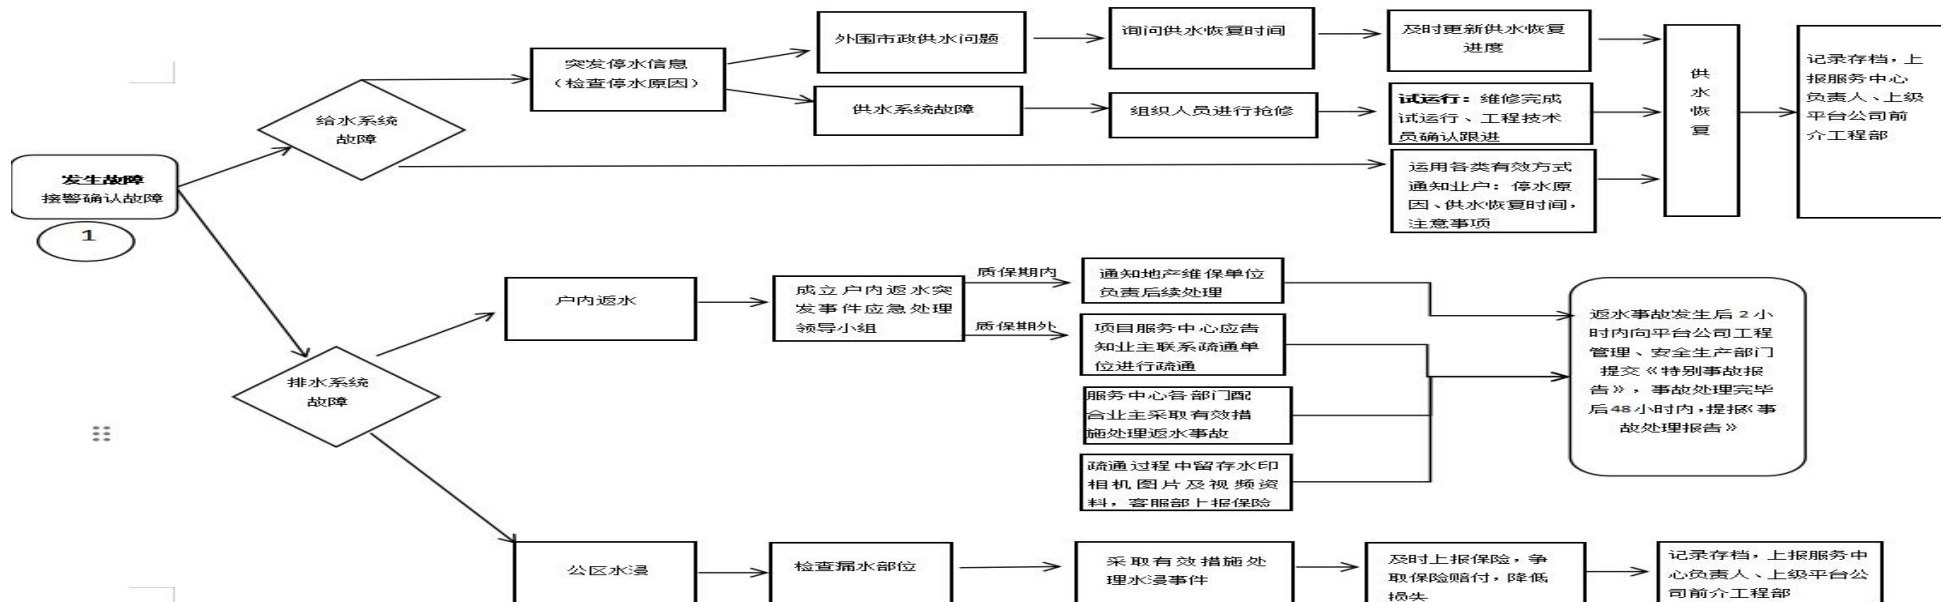 发生故障
接警确认故障
1
给水系统
故障
突发停水信息
（检查停水原因）
外围市政供水问题
询问供水恢复时间
及时更新供水恢复
进度
供水系统故障
组织人员进行抢修
试运行：维修完成
试运行、工程技术
员确认跟进
运用各类有效方式
通知业户：停水原
因、供水恢复时间，
注意事项
供
水
恢
复
记录存档，上
报服务中心
负责人、上级
平台公司前
介工程部
排水系统
故障
户内返水
成立户内返水突
发事件应急处理
领导小组
质保期内
通知地产维保单位
负责后续处理
质保期外
项目服务中心应告
知业主联系疏通单
位进行疏通
服务中心各部门配
合业主采取有效措
施处理返水事故
疏通过程中留存水印
相机图片及视频资
料，客服部上报保险
返水事故发生后2小
时内向平台公司工程
管理、安全生产部门
提交《特别事故报
告》，事故处理完毕
后48小时内，提报《事
故处理报告》
公区水浸
检查漏水部位
采取有效措施处
理水浸事件
及时上报保险，争
取保险赔付，降低
损失
记录存档，上报服务中
心负责人、上级平台公
司前介工程部